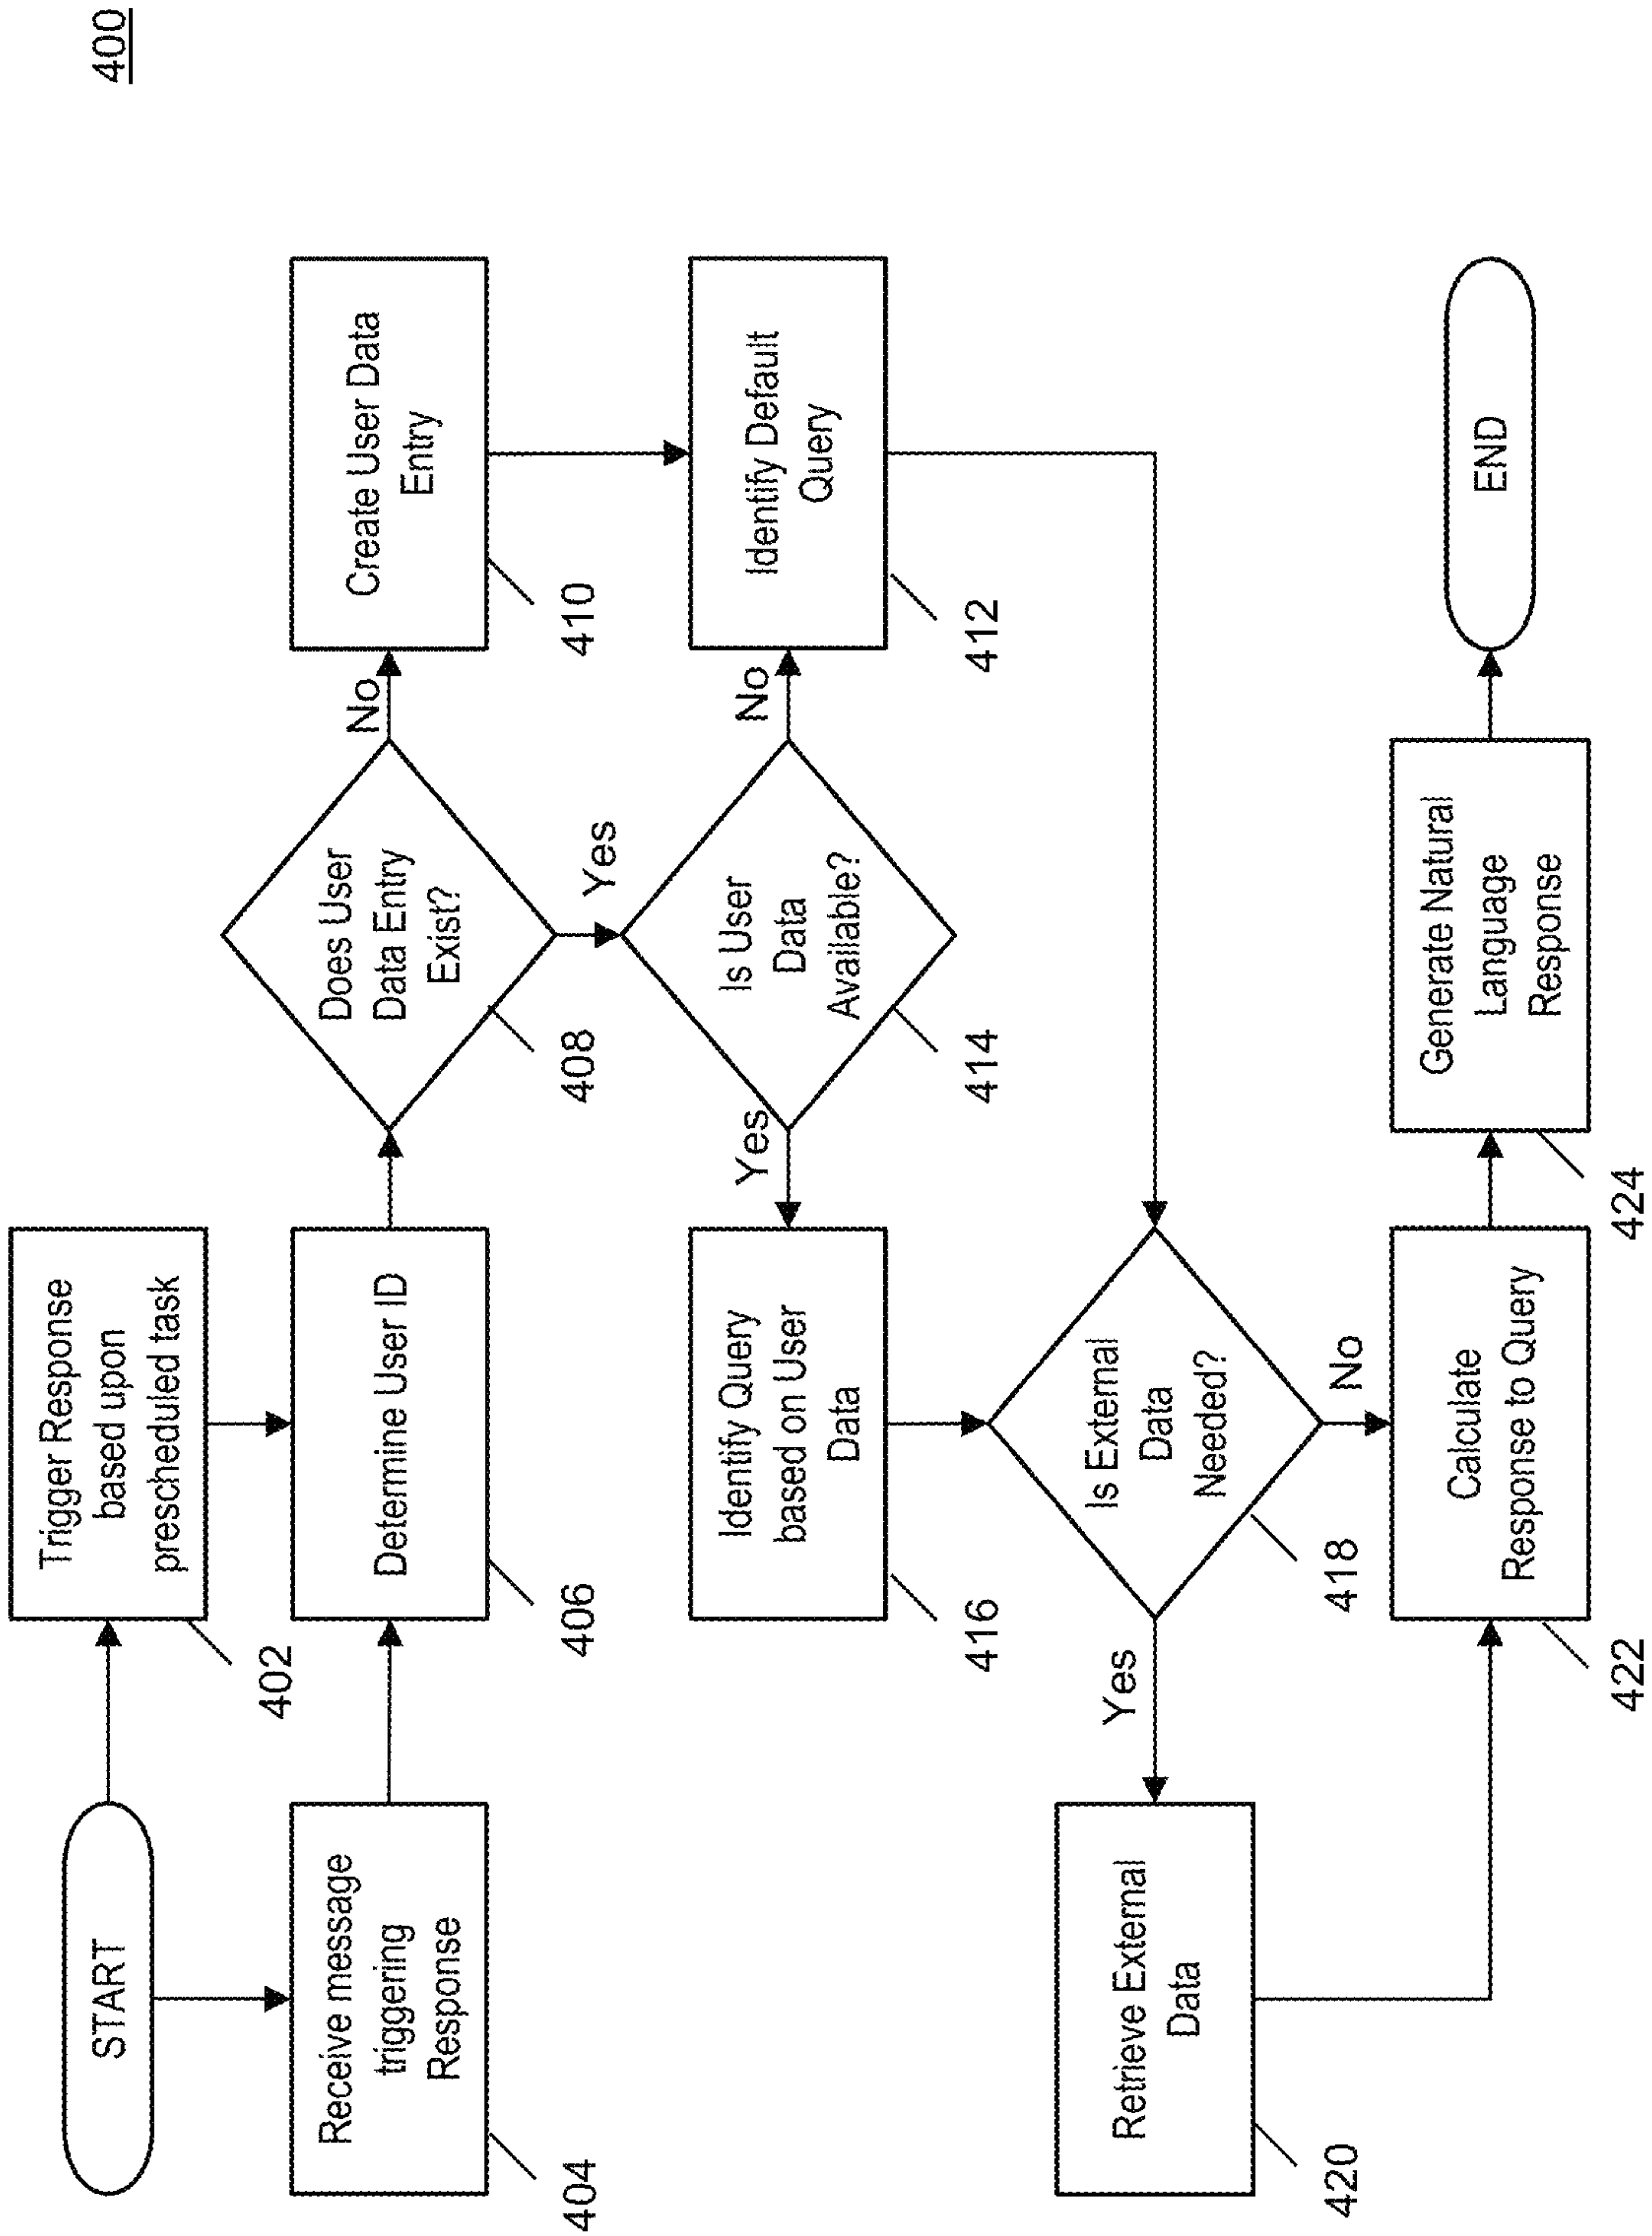 400
START
Trigger Response
based upon
prescheduled task
402
Receive message
triggering
Response
404
Determine User ID
406
Does User
Data Entry
Exist?
408
No
Yes
Create User Data
Entry
410
Identify Query
based on User
Data
416
Yes
Is User
Data
Available?
414
No
Identify Default
Query
412
Retrieve External
Data
420
Yes
Is External
Data
Needed?
418
No
Calculate
Response to Query
422
Generate Natural
Language
Response
424
END